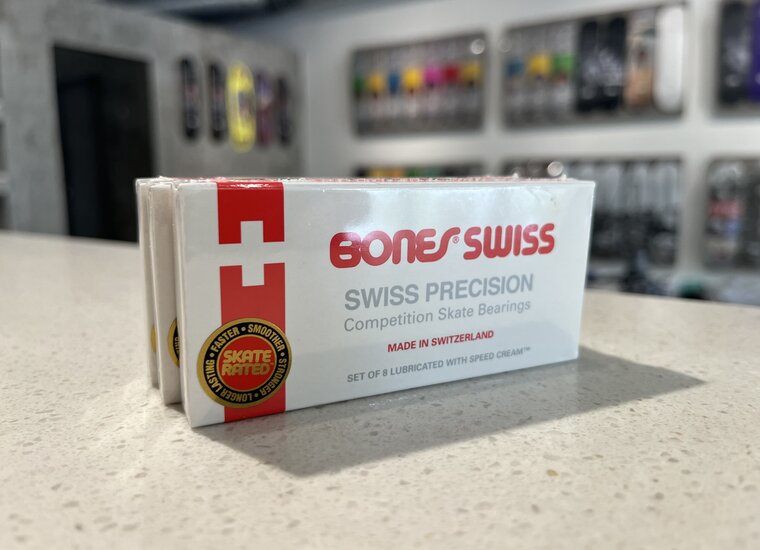 BONES® SWISS
SWISS PRECISION
Competition Skate Bearings
MADE IN SWITZERLAND
SET OF 8 LUBRICATED WITH SPEED CREAM™
FASTER • SMOOTHER • STRONGER • LONGER LASTING •
SKATE
RATED